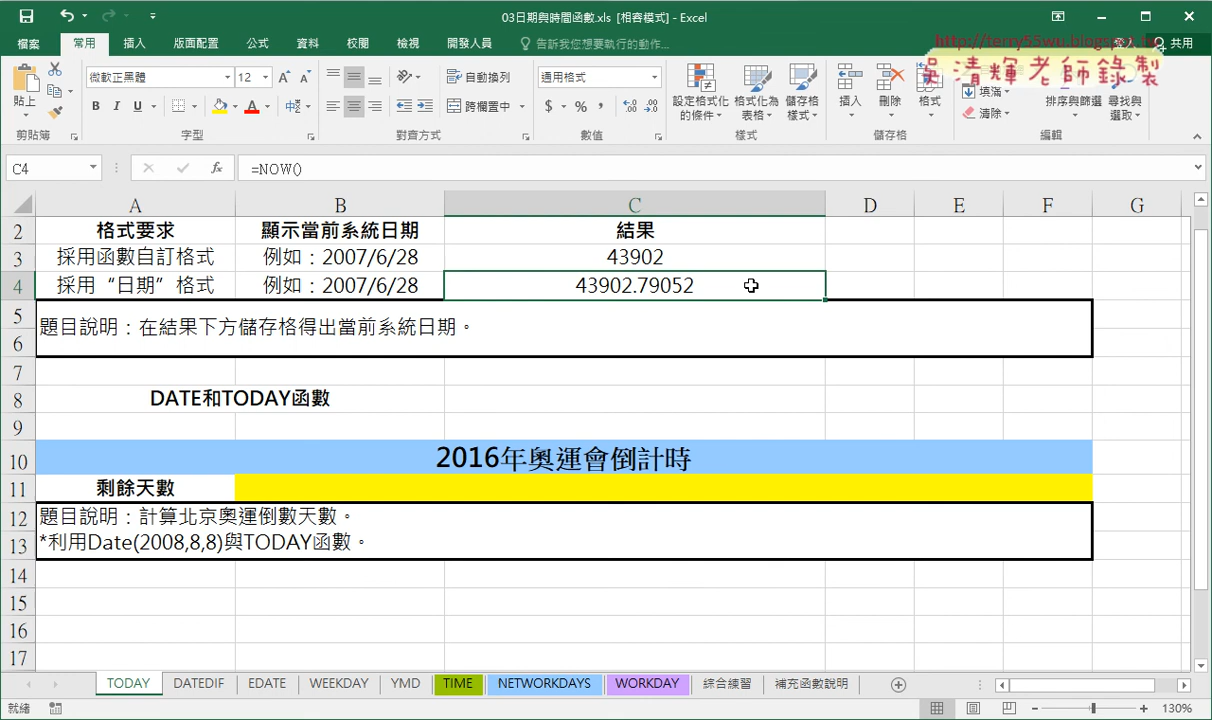 03日期與時間函數.xls [相容模式] - Excel
檔案 常用 插入 版面配置 公式 資料 校閱 檢視 開發人員 告訴我您想要執行的動作... 登入 共用
http://terry55wu.blogspot.tw
吳清輝老師錄製
微軟正黑體 12 自動換列 通用格式
貼上 B I U A 中 跨欄置中 $ % , 設定格式化的條件 格式化為表格 儲存格樣式 插入 刪除 格式 填滿 清除 排序與篩選 尋找與選取
剪貼簿 字型 對齊方式 數值 樣式 儲存格 編輯
C4 fx =NOW()
A B C D E F G
2 格式要求 顯示當前系統日期 結果
3 採用函數自訂格式 例如：2007/6/28 43902
4 採用“日期”格式 例如：2007/6/28 43902.79052
5
題目說明：在結果下方儲存格得出當前系統日期。
6
7
8 DATE和TODAY函數
9
10 2016年奧運會倒計時
11 剩餘天數
12 題目說明：計算北京奧運倒數天數。
13 *利用Date(2008,8,8)與TODAY函數。
14
15
16
17
TODAY DATEDIF EDATE WEEKDAY YMD TIME NETWORKDAYS WORKDAY 綜合練習 補充函數說明
就緒 130%